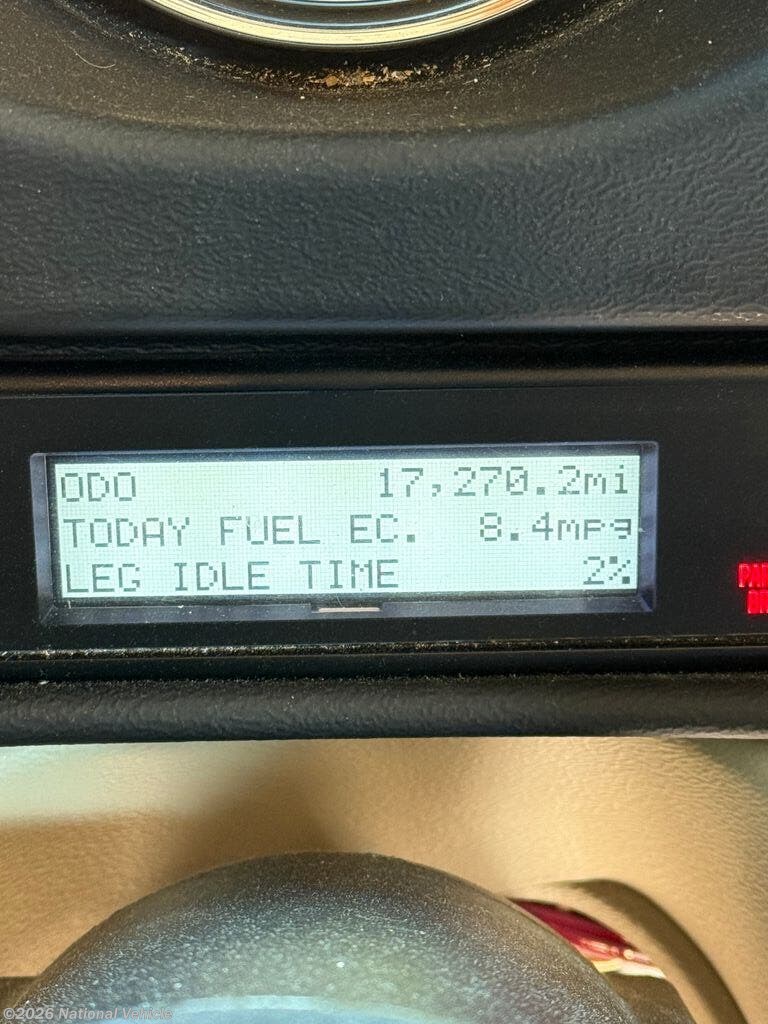 ODO 17,270.2mi
TODAY FUEL EC. 8.4mpg
LEG IDLE TIME 2%
©2026 National Vehicle